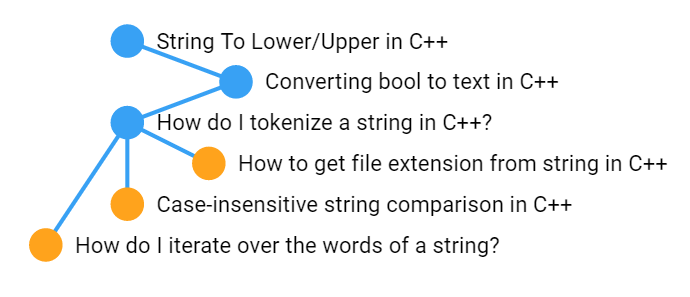 String To Lower/Upper in C++
Converting bool to text in C++
How do I tokenize a string in C++?
How to get file extension from string in C++
Case-insensitive string comparison in C++
How do I iterate over the words of a string?